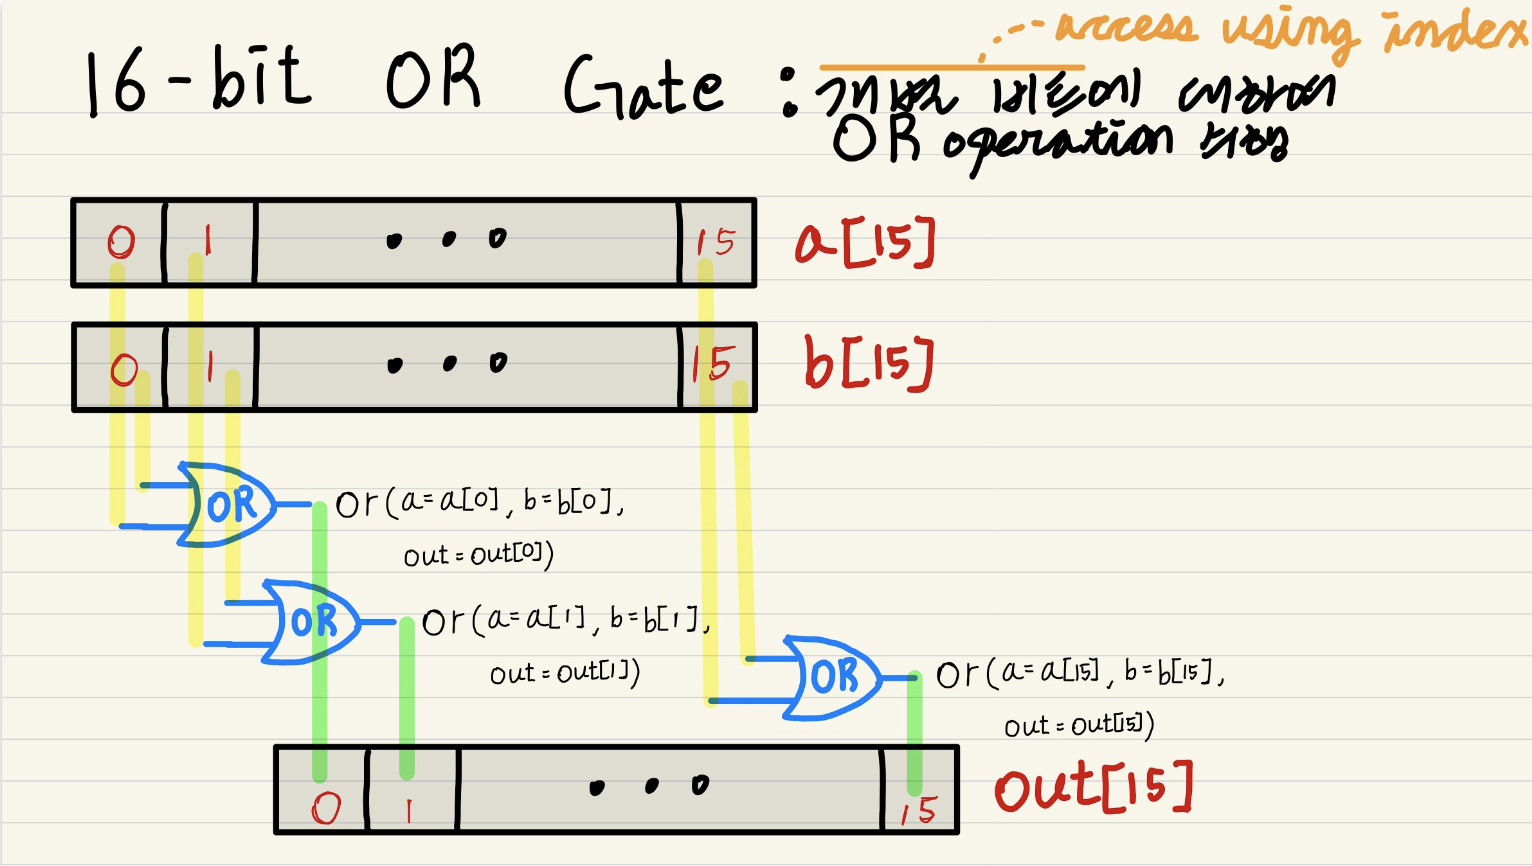 access using index
16-bit OR Gate : 개별 비트에 대하여
OR operation 수행
0 1 ••• 15 a[15]
0 1 ••• 15 b[15]
OR or(a=a[0], b=b[0],
out=out[0])
OR or(a=a[1], b=b[1],
out=out[1])
OR or(a=a[15], b=b[15],
out=out[15])
0 1 ••• 15 out[15]